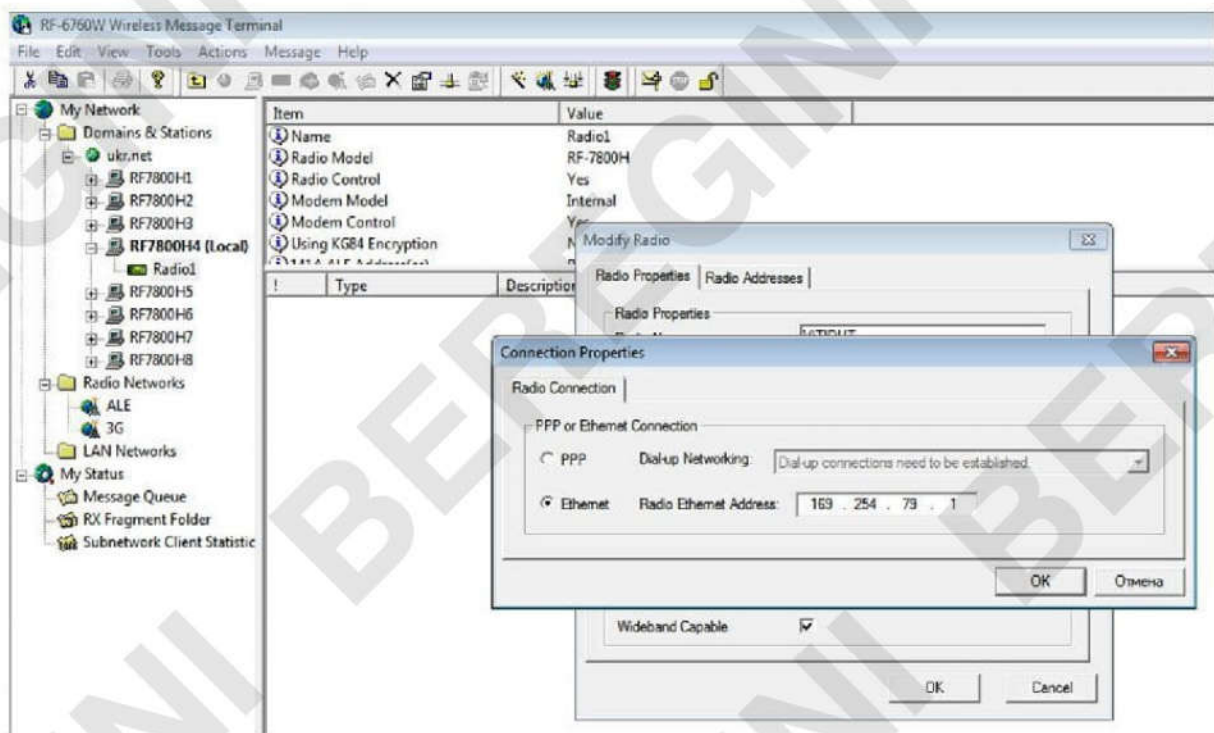 RF-6760W Wireless Message Terminal
File Edit View Tools Actions Message Help
My Network
Domains & Stations
ukr.net
RF7800H1
RF7800H2
RF7800H3
RF7800H4 (Local)
Radio1
RF7800H5
RF7800H6
RF7800H7
RF7800H8
Radio Networks
ALE
3G
LAN Networks
My Status
Message Queue
RX Fragment Folder
Subnetwork Client Statistic
Item Value
Name Radio1
Radio Model RF-7800H
Radio Control Yes
Modem Model Internal
Modem Control Yes
Using KG84 Encryption N
! Type Description
Modify Radio
Radio Properties Radio Addresses
Radio Properties
Connection Properties
Radio Connection
PPP or Ethernet Connection
PPP Dial-up Networking: Dial-up connections need to be established.
Ethernet Radio Ethernet Address: 169 . 254 . 79 . 1
OK Отмена
Wideband Capable
OK Cancel
BEREGINI